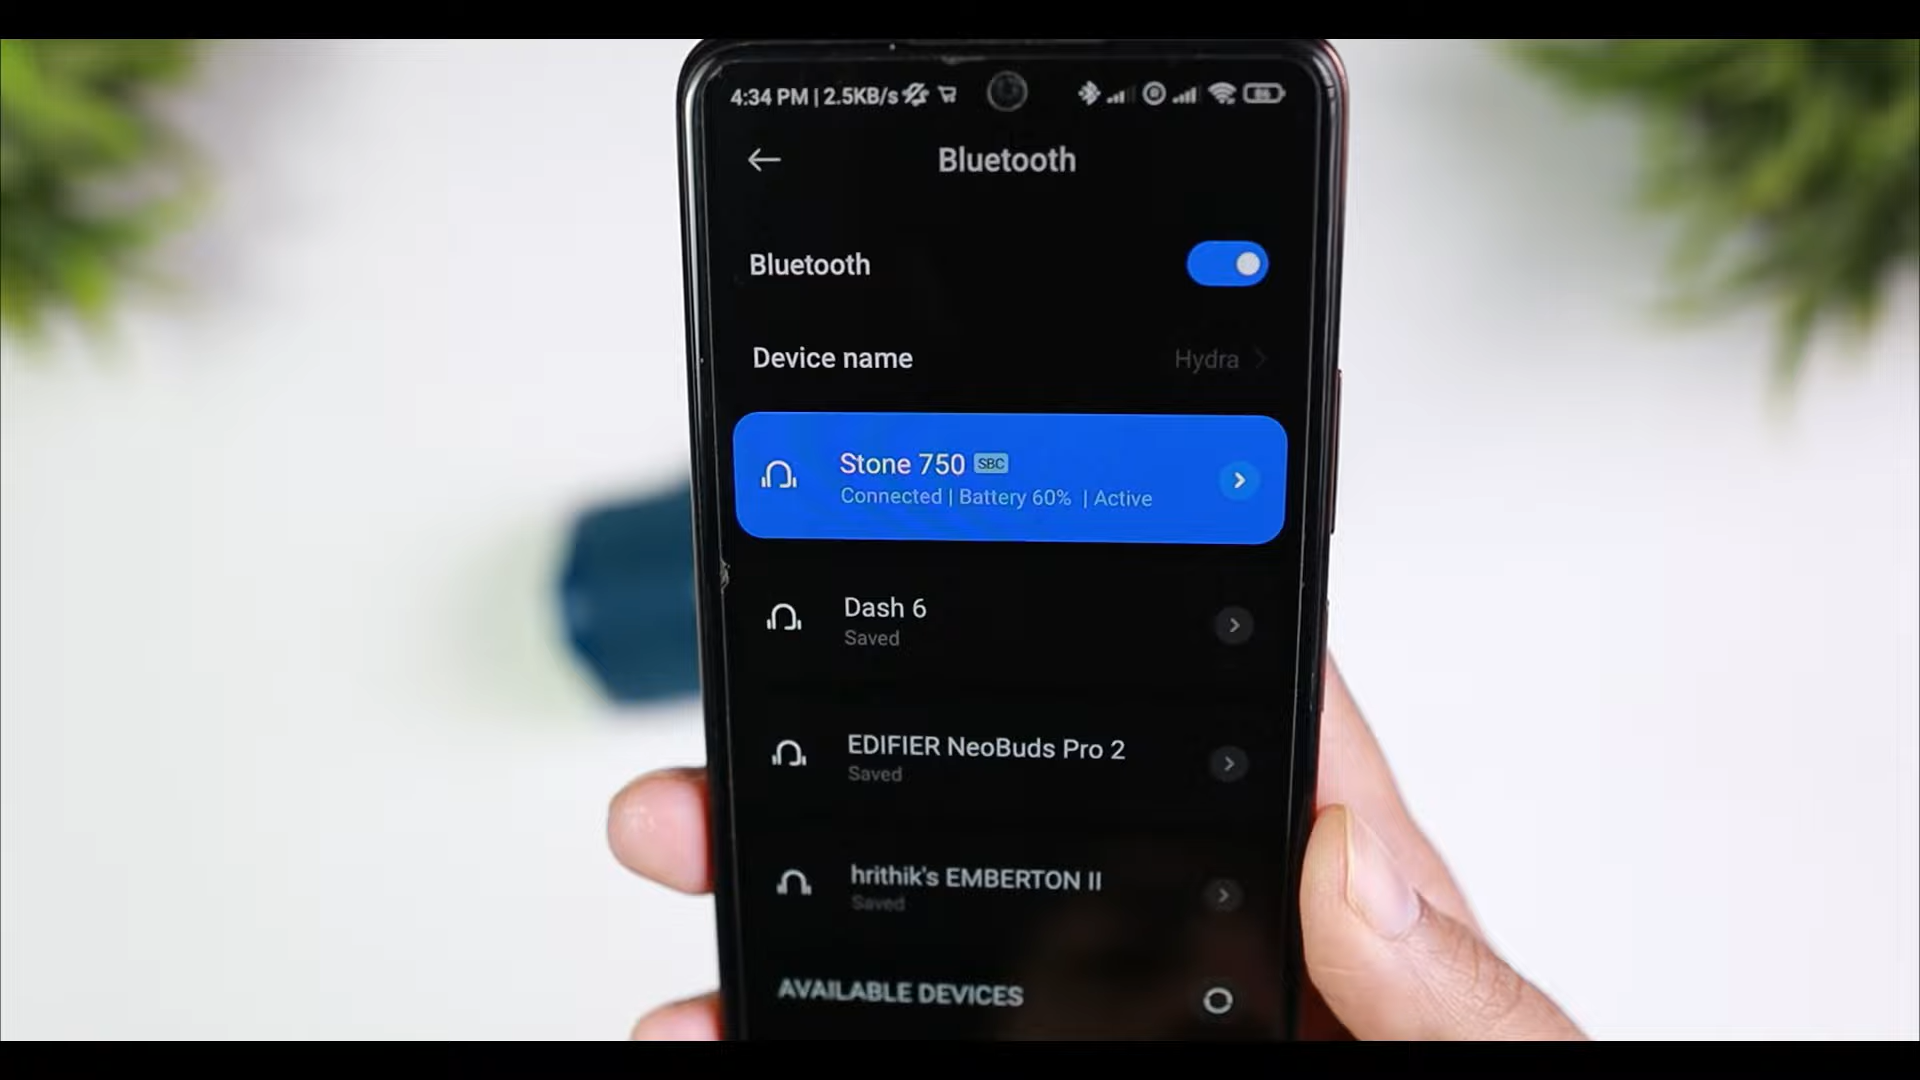 4:34 PM | 2.5KB/s
Bluetooth
Bluetooth
Device name
Hydra
Stone 750 SBC
Connected | Battery 60% | Active
Dash 6
Saved
EDIFIER NeoBuds Pro 2
Saved
hrithik's EMBERTON II
Saved
AVAILABLE DEVICES